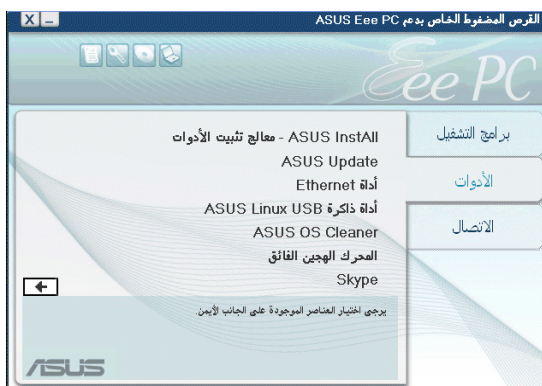 القرص المضغوط الخاص بدعم ASUS Eee PC
Eee PC
برامج التشغيل
الأدوات
الاتصال
ASUS InstAll - معالج تثبيت الأدوات
ASUS Update
أداة Ethernet
أداة ذاكرة ASUS Linux USB
ASUS OS Cleaner
المحرك الهجين الفائق
Skype
يرجى اختيار العناصر الموجودة على الجانب الأيمن.
ASUS